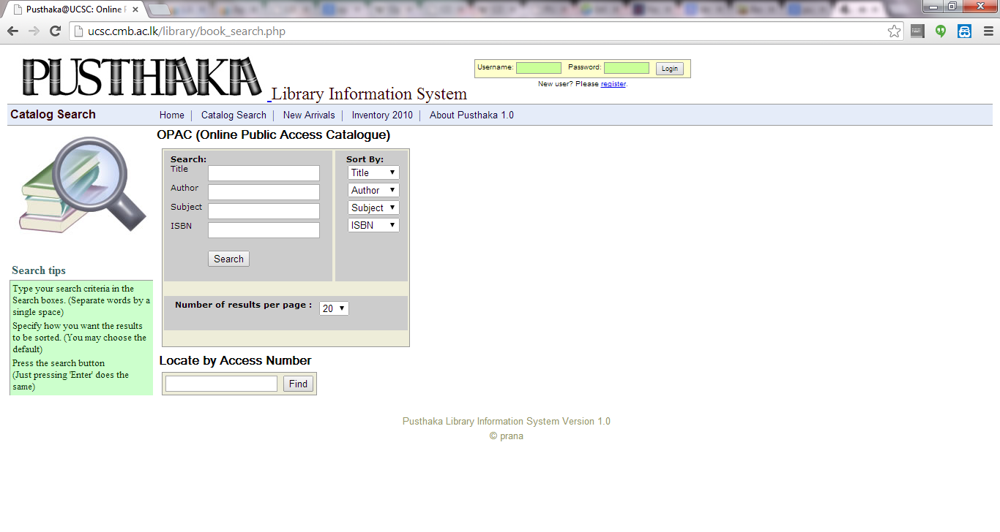 Pusthaka@UCSC: Online
ucsc.cmb.ac.lk/library/book_search.php
PUSTHAKA Library Information System
Username: Password: Login
New user? Please register.
Catalog Search
Home | Catalog Search | New Arrivals | Inventory 2010 | About Pusthaka 1.0
OPAC (Online Public Access Catalogue)
Search: Sort By:
Title Title
Author Author
Subject Subject
ISBN ISBN
Search
Number of results per page : 20
Search tips
Type your search criteria in the
Search boxes. (Separate words by a
single space)
Specify how you want the results
to be sorted. (You may choose the
default)
Press the search button
(Just pressing 'Enter' does the
same)
Locate by Access Number
Find
Pusthaka Library Information System Version 1.0
© prana